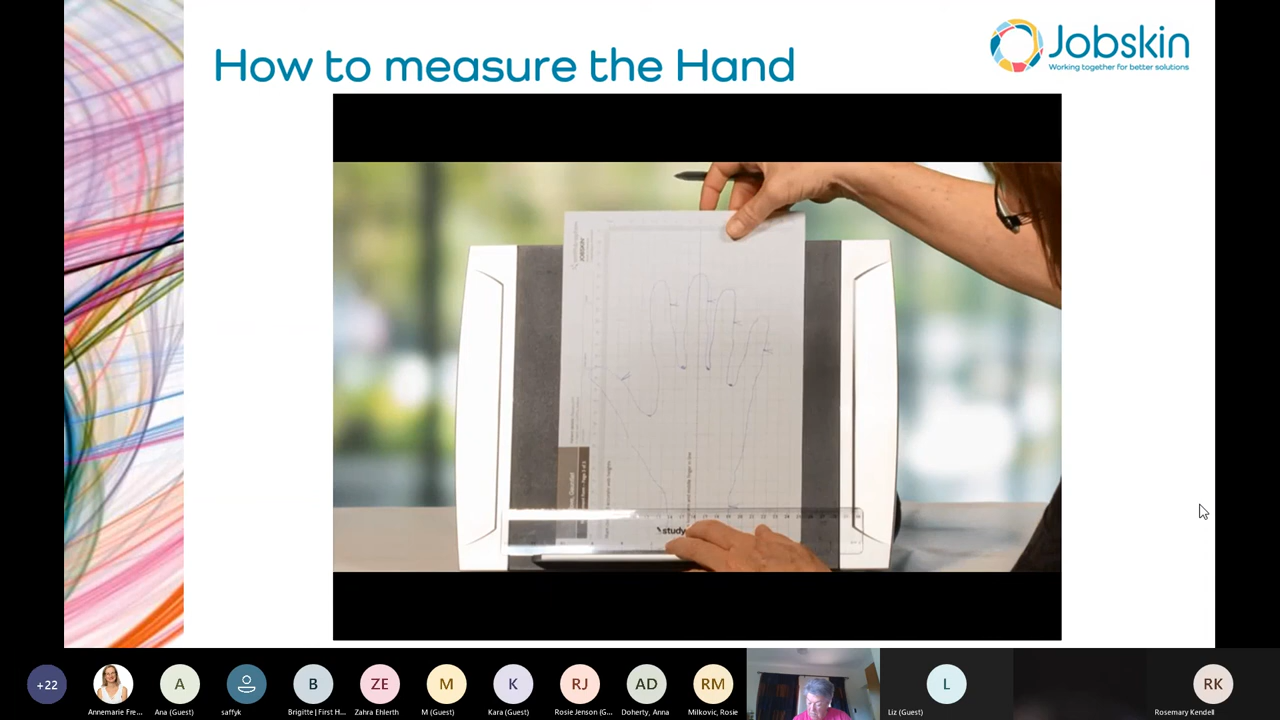 How to measure the Hand
Jobskin
Working together for better solutions
JOBSKIN
study
+22
Annemarie Fre...
A
Ana (Guest)
saffyk
B
Brigitte | First H...
ZE
Zahra Ehlerth
M
M (Guest)
K
Kara (Guest)
RJ
Rosie Jenson (G...
AD
Doherty, Anna
RM
Milkovic, Rosie
L
Liz (Guest)
RK
Rosemary Kendell